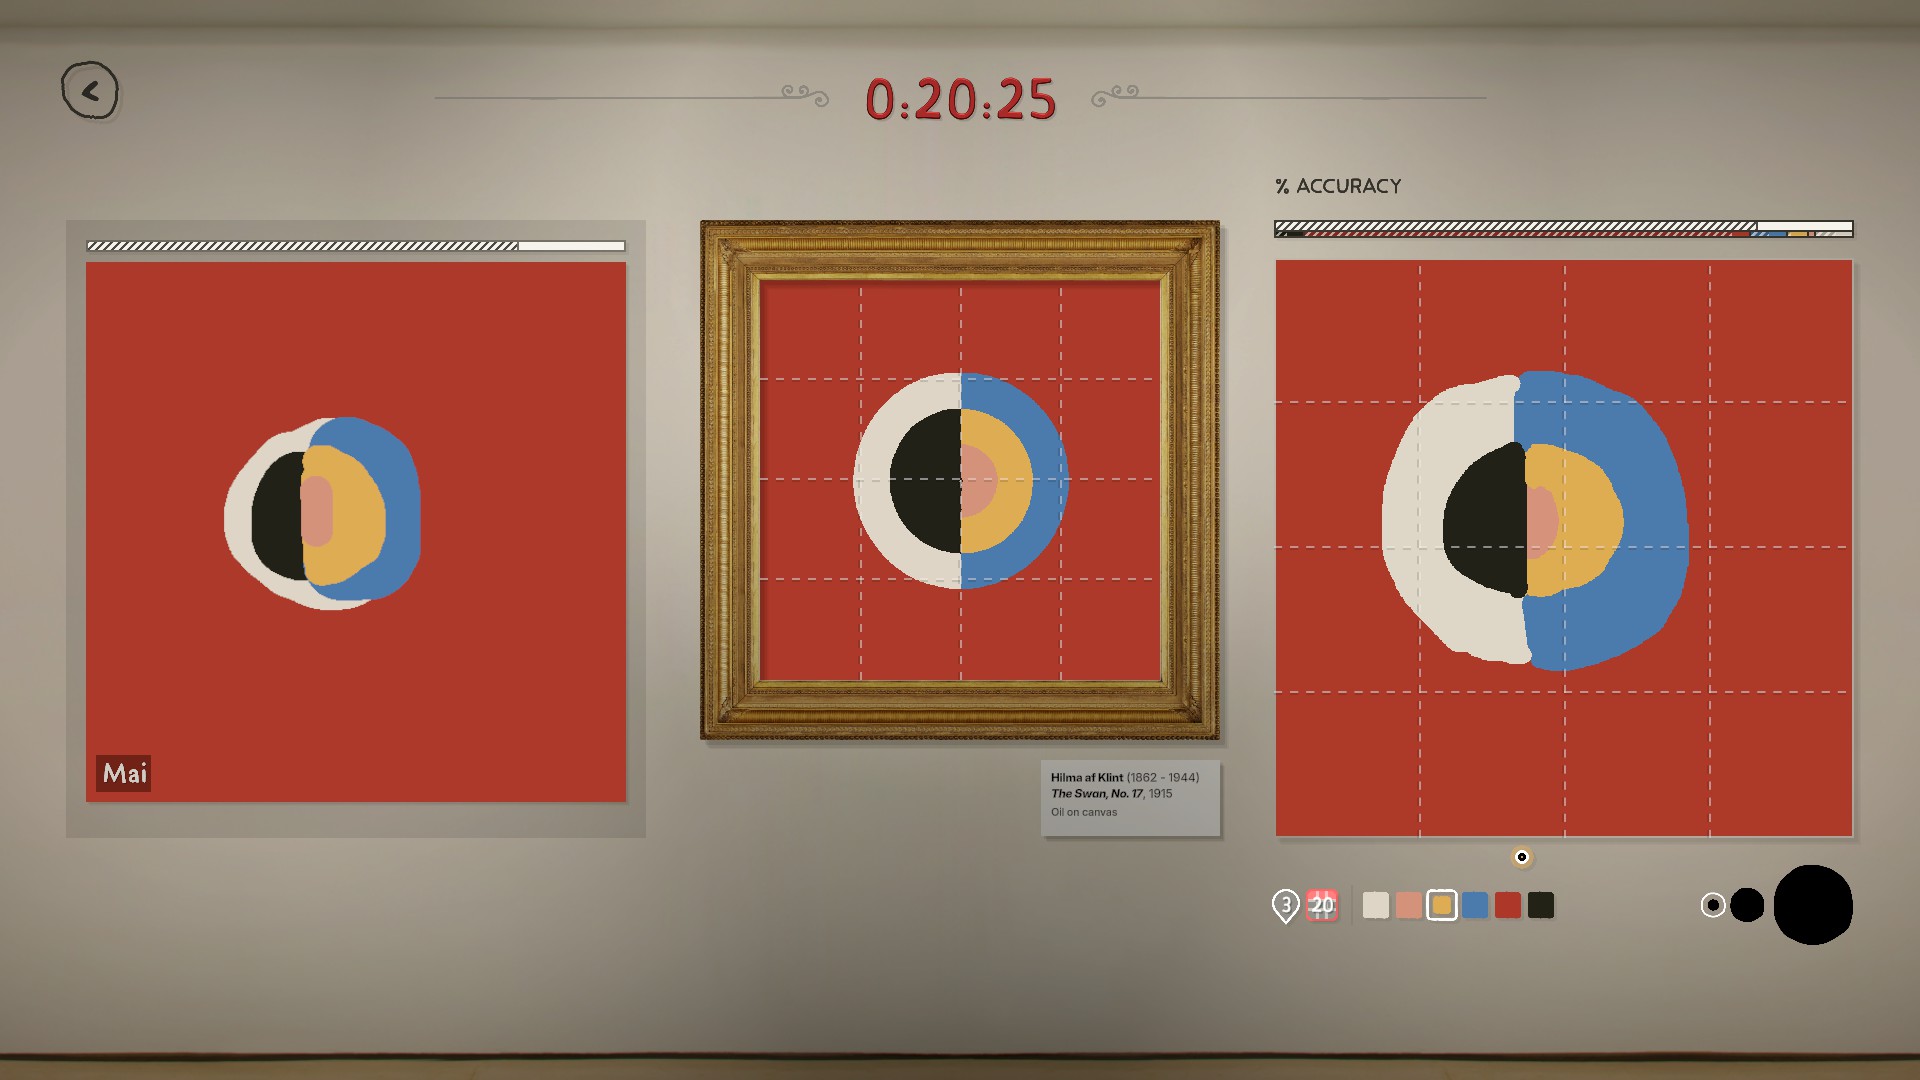 0:20:25
% ACCURACY
Mai
Hilma af Klint (1862 - 1944)
The Swan, No. 17, 1915
Oil on canvas
3 20